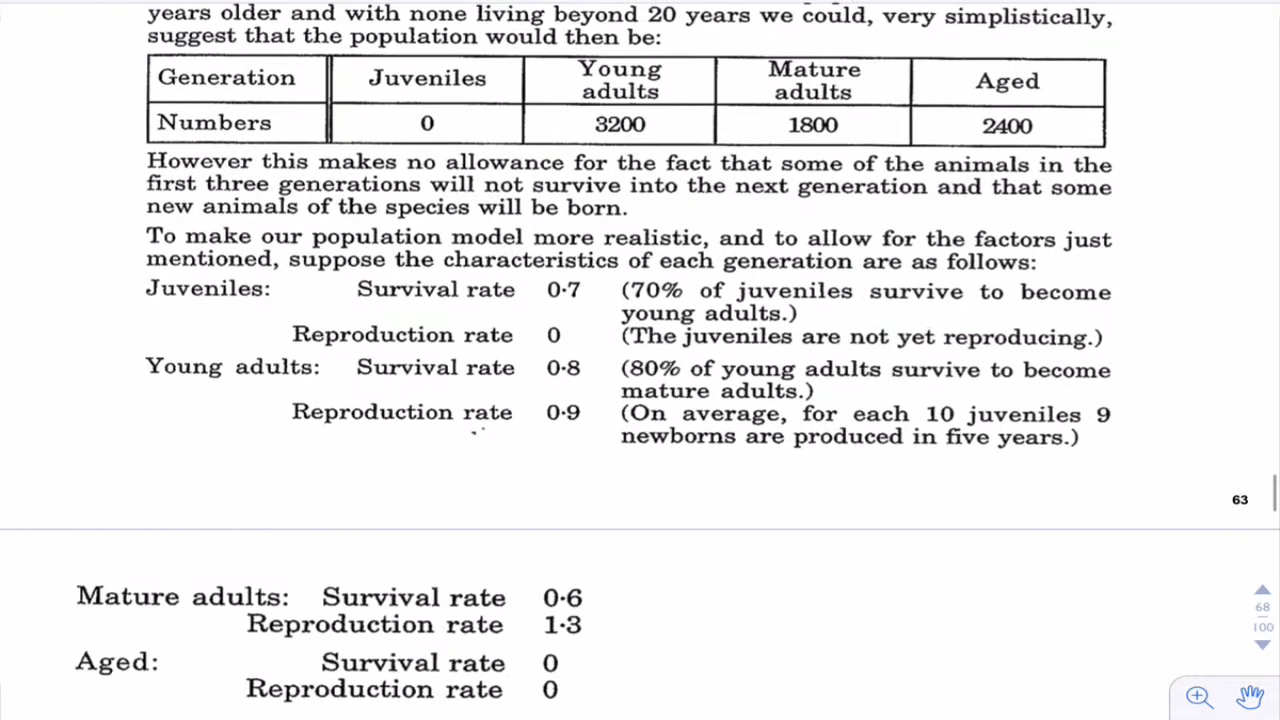 years older and with none living beyond 20 years we could, very simplistically,
suggest that the population would then be:
Generation Juveniles Young adults Mature adults Aged
Numbers 0 3200 1800 2400
However this makes no allowance for the fact that some of the animals in the
first three generations will not survive into the next generation and that some
new animals of the species will be born.
To make our population model more realistic, and to allow for the factors just
mentioned, suppose the characteristics of each generation are as follows:
Juveniles: Survival rate 0·7 (70% of juveniles survive to become
young adults.)
Reproduction rate 0 (The juveniles are not yet reproducing.)
Young adults: Survival rate 0·8 (80% of young adults survive to become
mature adults.)
Reproduction rate 0·9 (On average, for each 10 juveniles 9
newborns are produced in five years.)
63
Mature adults: Survival rate 0·6
Reproduction rate 1·3
Aged: Survival rate 0
Reproduction rate 0
68
100